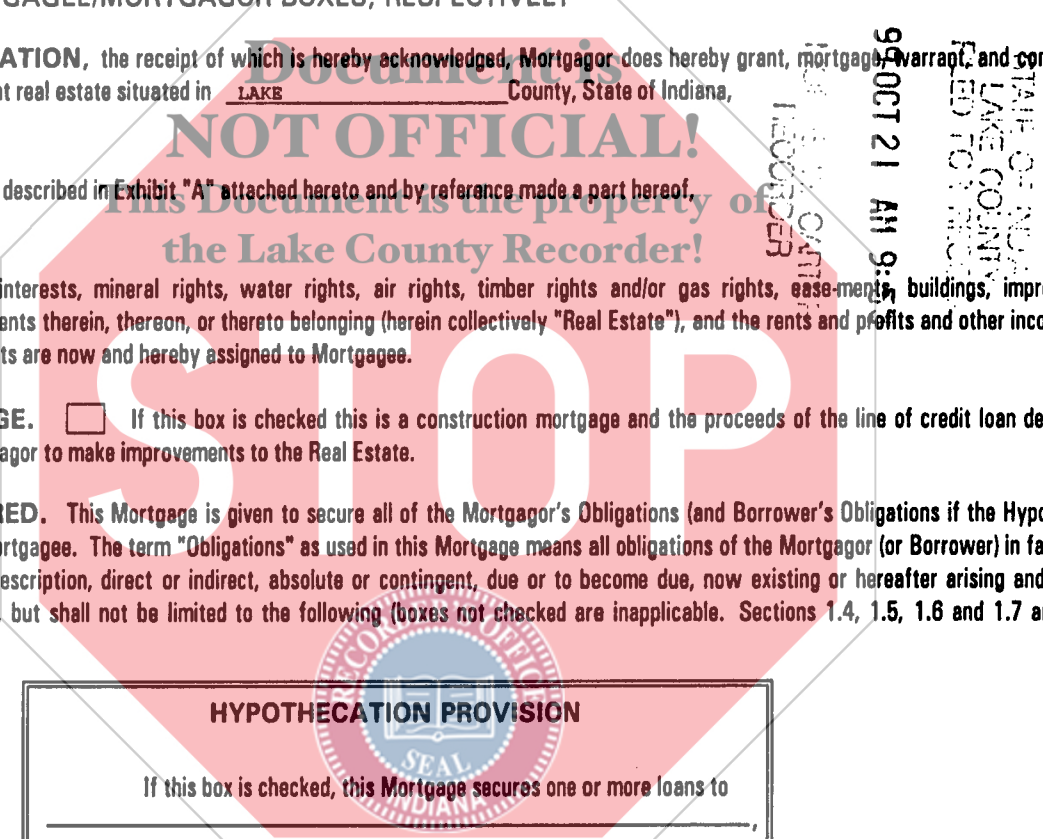 GAGEE/MORTGAGOR BOXES, RESPECTIVELY
ATION, the receipt of which is hereby acknowledged, Mortgagor does hereby grant, mortgage, warrant, and con
nt real estate situated in LAKE County, State of Indiana,
described in Exhibit "A" attached hereto and by reference made a part hereof,
interests, mineral rights, water rights, air rights, timber rights and/or gas rights, ease-ments, buildings, impr
ents therein, thereon, or thereto belonging (herein collectively "Real Estate"), and the rents and profits and other inco
ts are now and hereby assigned to Mortgagee.
GE. If this box is checked this is a construction mortgage and the proceeds of the line of credit loan de
agor to make improvements to the Real Estate.
RED. This Mortgage is given to secure all of the Mortgagor's Obligations (and Borrower's Obligations if the Hypo
ortgagee. The term "Obligations" as used in this Mortgage means all obligations of the Mortgagor (or Borrower) in fa
escription, direct or indirect, absolute or contingent, due or to become due, now existing or hereafter arising and
but shall not be limited to the following (boxes not checked are inapplicable. Sections 1.4, 1.5, 1.6 and 1.7 a
HYPOTHECATION PROVISION
If this box is checked, this Mortgage secures one or more loans to
,
Document is
NOT OFFICIAL!
This Document is the property of
the Lake County Recorder!
STOP
RECORDER OFFICE
SEAL
INDIANA
99 OCT 21 AM 9:
LAKE COUNTY
RECORDER